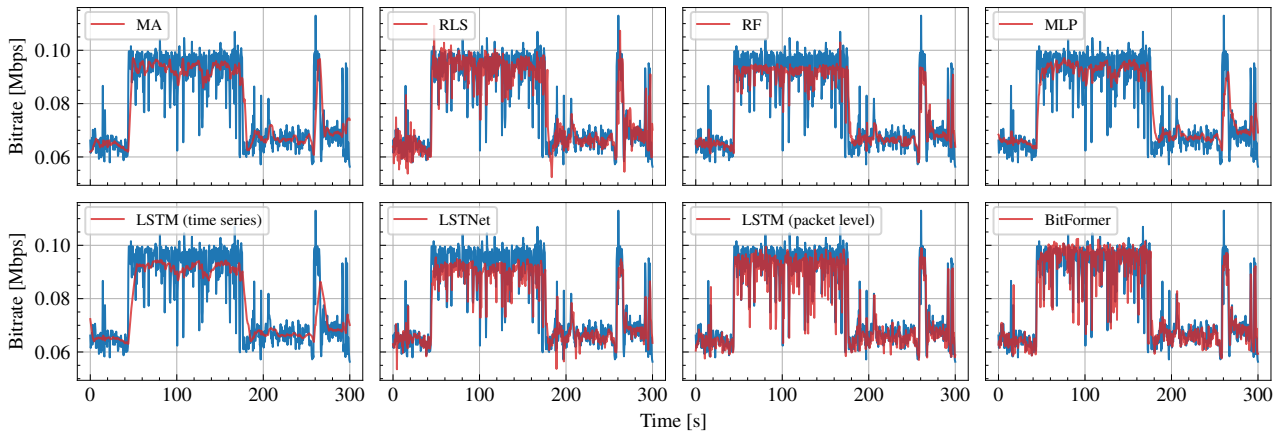 MA
RLS
RF
MLP
0.10
0.08
0.06
Bitrate [Mbps]
LSTM (time series)
LSTNet
LSTM (packet level)
BitFormer
0.10
0.08
0.06
Bitrate [Mbps]
0 100 200 300
0 100 200 300
0 100 200 300
0 100 200 300
Time [s]